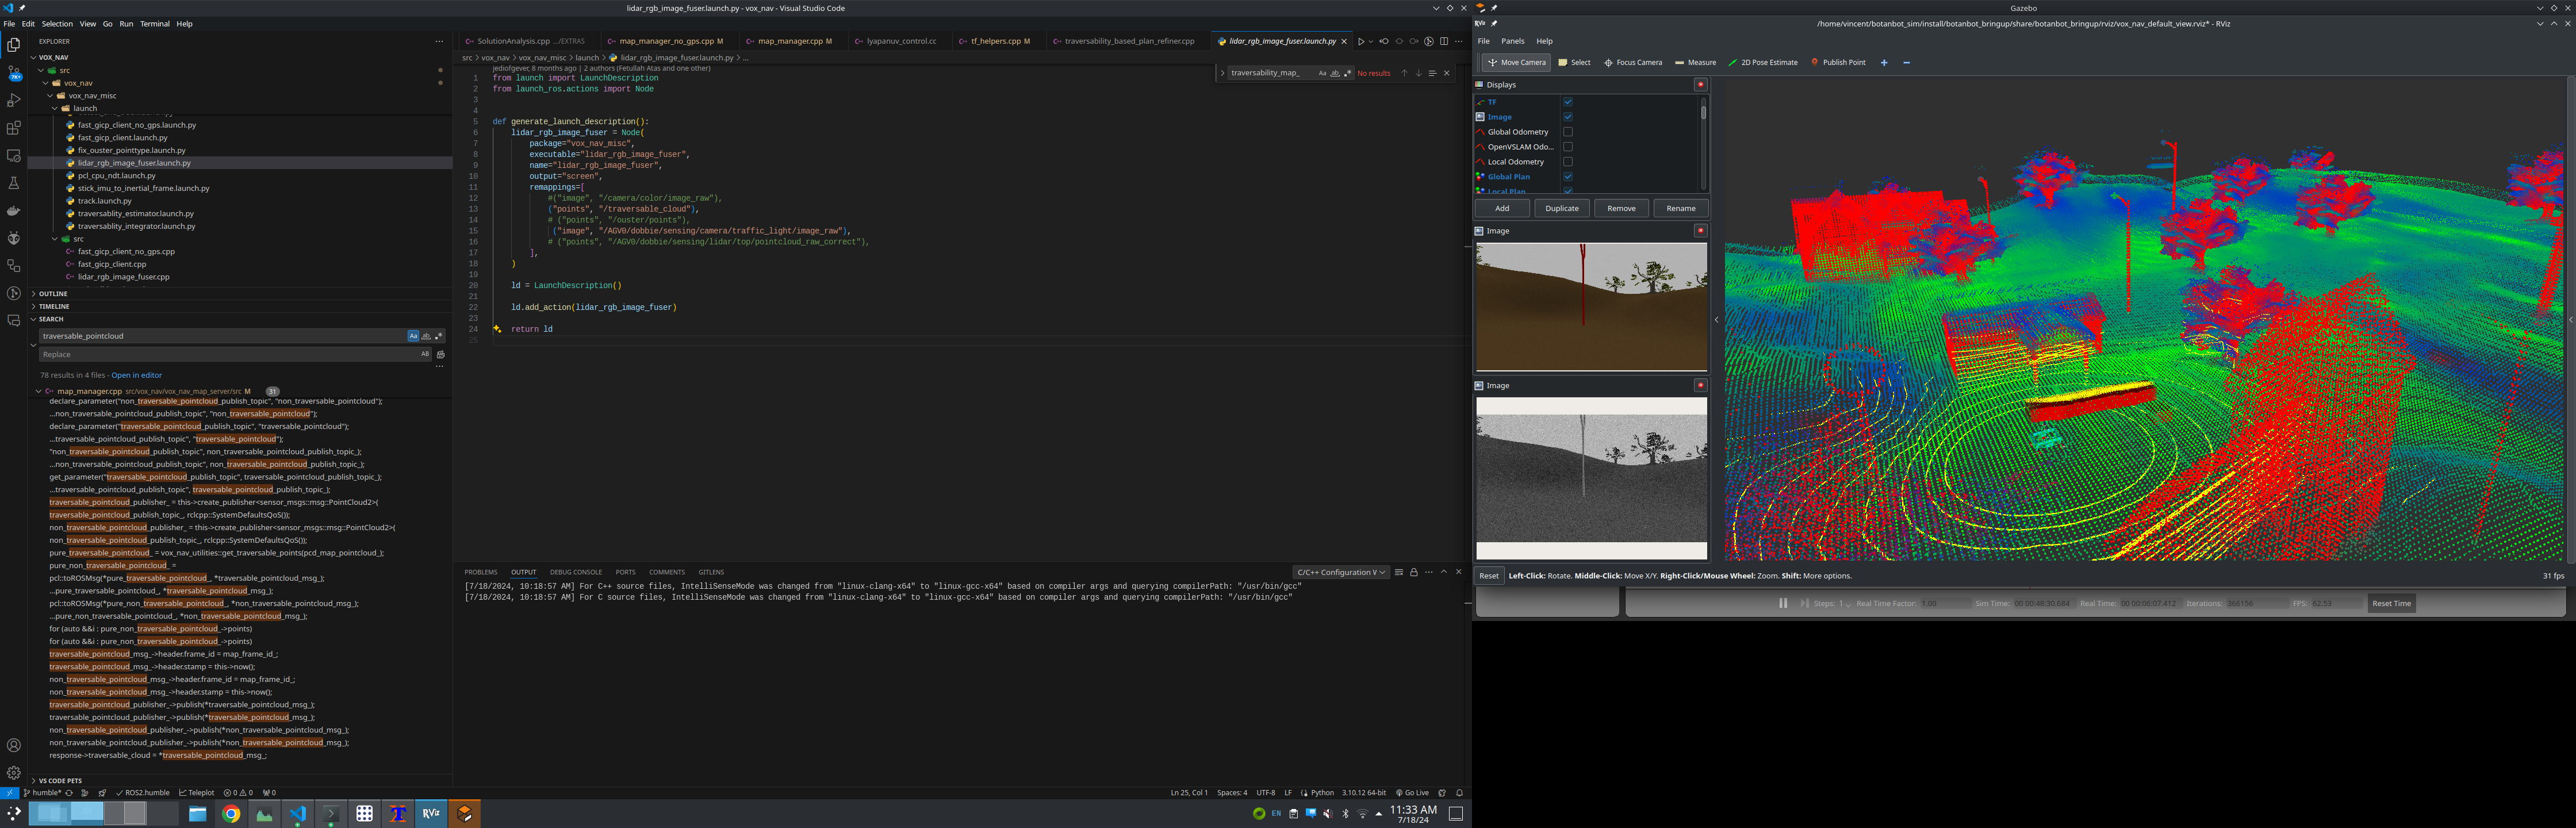 lidar_rgb_image_fuser.launch.py - vox_nav - Visual Studio Code
File Edit Selection View Go Run Terminal Help
EXPLORER
VOX_NAV
src
vox_nav
vox_nav_misc
launch
fast_gicp_client_no_gps.launch.py
fast_gicp_client.launch.py
fix_ouster_pointtype.launch.py
lidar_rgb_image_fuser.launch.py
pcl_cpu_ndt.launch.py
stick_imu_to_inertial_frame.launch.py
track.launch.py
traversablity_estimator.launch.py
traversablity_integrator.launch.py
src
fast_gicp_client_no_gps.cpp
fast_gicp_client.cpp
lidar_rgb_image_fuser.cpp
OUTLINE
TIMELINE
SEARCH
traversable_pointcloud
Replace
78 results in 4 files - Open in editor
map_manager.cpp src/vox_nav/vox_nav_map_server/src M 31
declare_parameter("non_traversable_pointcloud_publish_topic", "non_traversable_pointcloud");
...non_traversable_pointcloud_publish_topic", "non_traversable_pointcloud");
declare_parameter("traversable_pointcloud_publish_topic", "traversable_pointcloud");
...traversable_pointcloud_publish_topic", "traversable_pointcloud");
"non_traversable_pointcloud_publish_topic", non_traversable_pointcloud_publish_topic_);
...non_traversable_pointcloud_publish_topic", non_traversable_pointcloud_publish_topic_);
get_parameter("traversable_pointcloud_publish_topic", traversable_pointcloud_publish_topic_);
...traversable_pointcloud_publish_topic", traversable_pointcloud_publish_topic_);
traversable_pointcloud_publisher_ = this->create_publisher<sensor_msgs::msg::PointCloud2>(
traversable_pointcloud_publish_topic_, rclcpp::SystemDefaultsQoS());
non_traversable_pointcloud_publisher_ = this->create_publisher<sensor_msgs::msg::PointCloud2>(
non_traversable_pointcloud_publish_topic_, rclcpp::SystemDefaultsQoS());
pure_traversable_pointcloud_ = vox_nav_utilities::get_traversable_points(pcd_map_pointcloud_);
pure_non_traversable_pointcloud_ =
pcl::toROSMsg(*pure_traversable_pointcloud_, *traversable_pointcloud_msg_);
...pure_traversable_pointcloud_, *traversable_pointcloud_msg_);
pcl::toROSMsg(*pure_non_traversable_pointcloud_, *non_traversable_pointcloud_msg_);
...pure_non_traversable_pointcloud_, *non_traversable_pointcloud_msg_);
for (auto &&i : pure_non_traversable_pointcloud_->points)
for (auto &&i : pure_non_traversable_pointcloud_->points)
traversable_pointcloud_msg_->header.frame_id = map_frame_id_;
traversable_pointcloud_msg_->header.stamp = this->now();
non_traversable_pointcloud_msg_->header.frame_id = map_frame_id_;
non_traversable_pointcloud_msg_->header.stamp = this->now();
traversable_pointcloud_publisher_->publish(*traversable_pointcloud_msg_);
traversable_pointcloud_publisher_->publish(*traversable_pointcloud_msg_);
non_traversable_pointcloud_publisher_->publish(*non_traversable_pointcloud_msg_);
non_traversable_pointcloud_publisher_->publish(*non_traversable_pointcloud_msg_);
response->traversable_cloud = *traversable_pointcloud_msg_;
VS CODE PETS
SolutionAnalysis.cpp .../EXTRAS map_manager_no_gps.cpp M map_manager.cpp M lyapanuv_control.cc tf_helpers.cpp M traversability_based_plan_refiner.cpp lidar_rgb_image_fuser.launch.py
src > vox_nav > vox_nav_misc > launch > lidar_rgb_image_fuser.launch.py > ...
jediofgever, 8 months ago | 2 authors (Fetullah Atas and one other)
traversability_map_ No results
1 from launch import LaunchDescription
2 from launch_ros.actions import Node
3
4
5 def generate_launch_description():
6 lidar_rgb_image_fuser = Node(
7 package="vox_nav_misc",
8 executable="lidar_rgb_image_fuser",
9 name="lidar_rgb_image_fuser",
10 output="screen",
11 remappings=[
12 #("image", "/camera/color/image_raw"),
13 ("points", "/traversable_cloud"),
14 # ("points", "/ouster/points"),
15 ("image", "/AGV0/dobbie/sensing/camera/traffic_light/image_raw"),
16 # ("points", "/AGV0/dobbie/sensing/lidar/top/pointcloud_raw_correct"),
17 ],
18 )
19
20 ld = LaunchDescription()
21
22 ld.add_action(lidar_rgb_image_fuser)
23
24 return ld
25
PROBLEMS OUTPUT DEBUG CONSOLE PORTS COMMENTS GITLENS
C/C++ Configuration
[7/18/2024, 10:18:57 AM] For C++ source files, IntelliSenseMode was changed from "linux-clang-x64" to "linux-gcc-x64" based on compiler args and querying compilerPath: "/usr/bin/gcc"
[7/18/2024, 10:18:57 AM] For C source files, IntelliSenseMode was changed from "linux-clang-x64" to "linux-gcc-x64" based on compiler args and querying compilerPath: "/usr/bin/gcc"
humble* ROS2.humble Teleplot 0 0 0 Ln 25, Col 1 Spaces: 4 UTF-8 LF Python 3.10.12 64-bit Go Live
RViz EN 11:33 AM
7/18/24
Gazebo
/home/vincent/botanbot_sim/install/botanbot_bringup/share/botanbot_bringup/rviz/vox_nav_default_view.rviz* - RViz
File Panels Help
Move Camera Select Focus Camera Measure 2D Pose Estimate Publish Point
Displays
TF
Image
Global Odometry
OpenVSLAM Odo...
Local Odometry
Global Plan
Local Plan
Add Duplicate Remove Rename
Image
Image
Reset Left-Click: Rotate. Middle-Click: Move X/Y. Right-Click/Mouse Wheel: Zoom. Shift: More options. 31 fps
Steps: 1 Real Time Factor: 1.00 Sim Time: 00 00:48:30.684 Real Time: 00 00:06:07.412 Iterations: 366156 FPS: 62.53 Reset Time